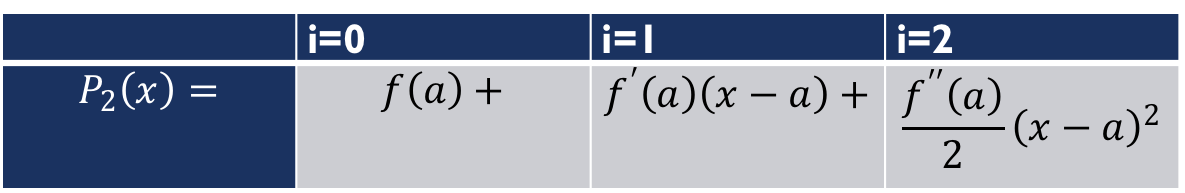 i=0 i=1 i=2
P₂(x) = f(a) + f′(a)(x − a) + f″(a)/2 (x − a)²